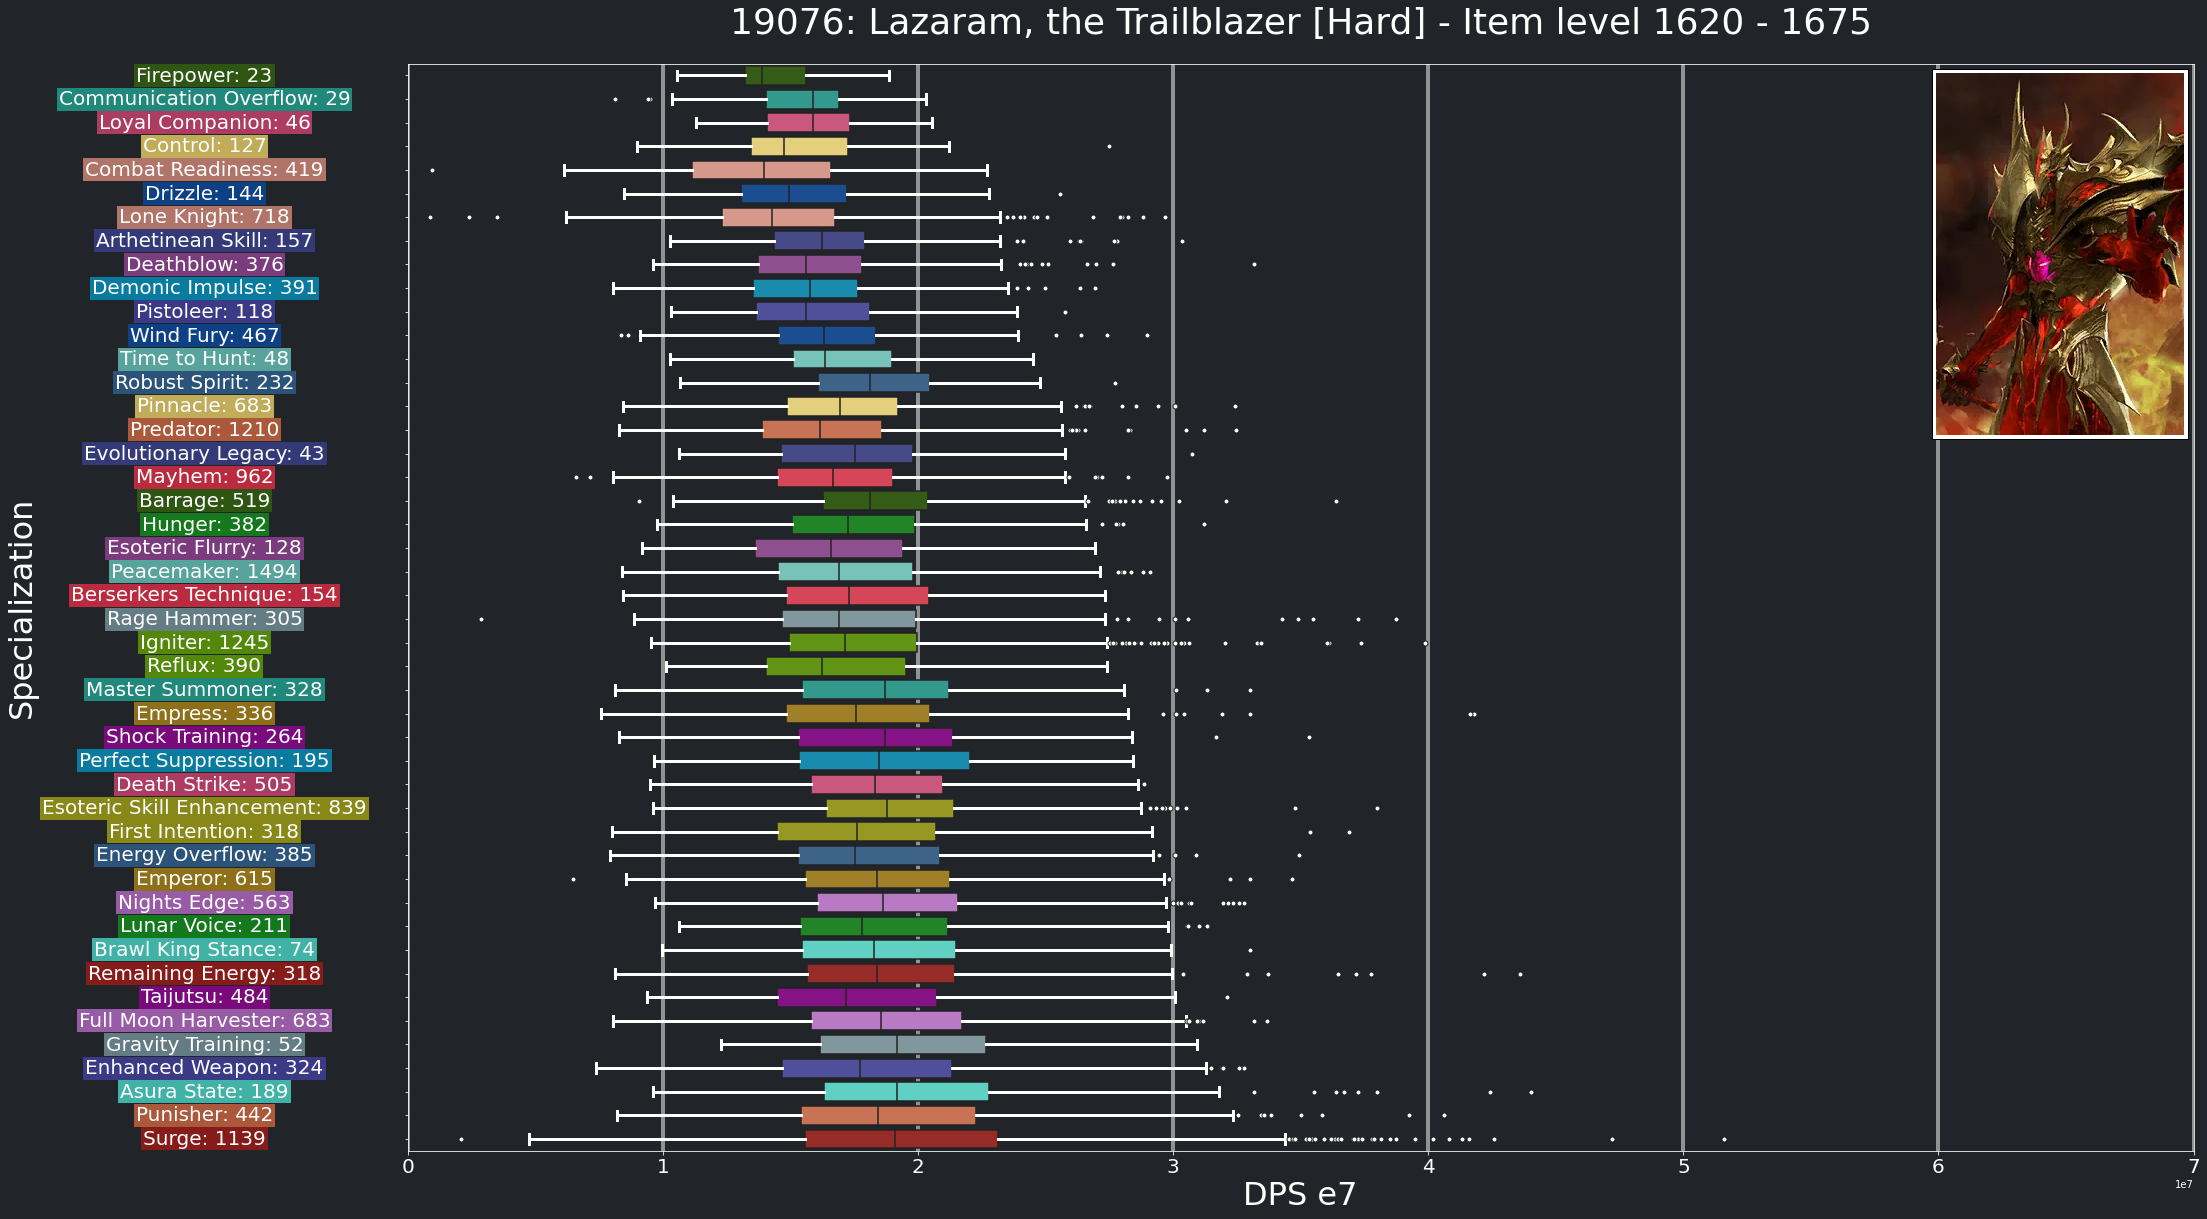 19076: Lazaram, the Trailblazer [Hard] - Item level 1620 - 1675
Firepower: 23
Communication Overflow: 29
Loyal Companion: 46
Control: 127
Combat Readiness: 419
Drizzle: 144
Lone Knight: 718
Arthetinean Skill: 157
Deathblow: 376
Demonic Impulse: 391
Pistoleer: 118
Wind Fury: 467
Time to Hunt: 48
Robust Spirit: 232
Pinnacle: 683
Predator: 1210
Evolutionary Legacy: 43
Mayhem: 962
Barrage: 519
Hunger: 382
Esoteric Flurry: 128
Peacemaker: 1494
Berserkers Technique: 154
Rage Hammer: 305
Igniter: 1245
Reflux: 390
Master Summoner: 328
Empress: 336
Shock Training: 264
Perfect Suppression: 195
Death Strike: 505
Esoteric Skill Enhancement: 839
First Intention: 318
Energy Overflow: 385
Emperor: 615
Nights Edge: 563
Lunar Voice: 211
Brawl King Stance: 74
Remaining Energy: 318
Taijutsu: 484
Full Moon Harvester: 683
Gravity Training: 52
Enhanced Weapon: 324
Asura State: 189
Punisher: 442
Surge: 1139
Specialization
0 1 2 3 4 5 6 7
DPS e7
1e7